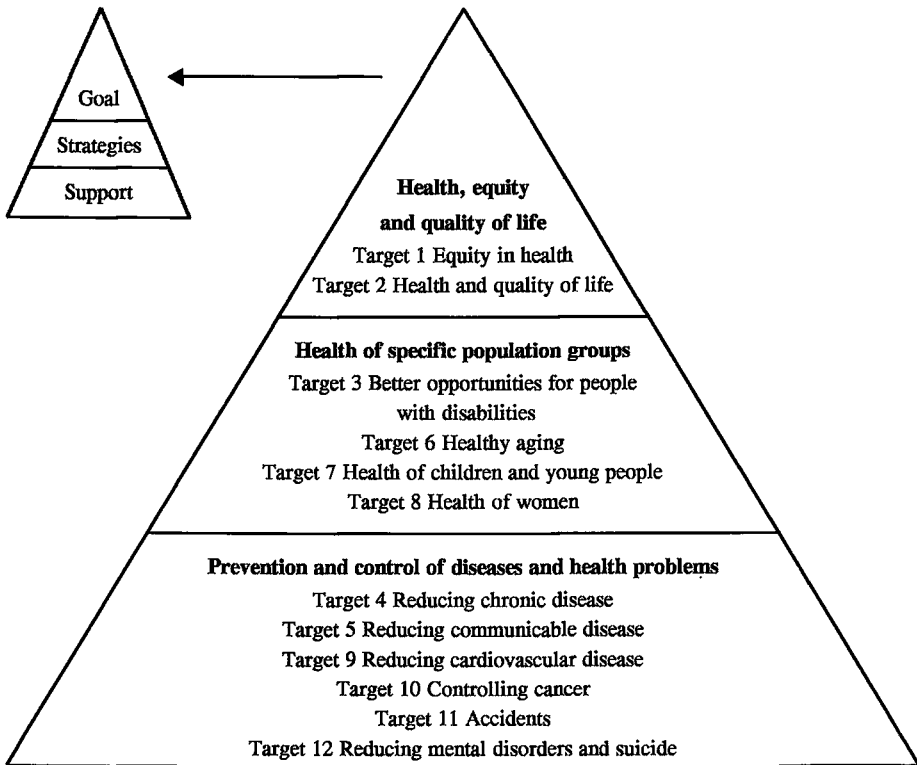 Goal
Strategies
Support
Health, equity
and quality of life
Target 1 Equity in health
Target 2 Health and quality of life
Health of specific population groups
Target 3 Better opportunities for people
with disabilities
Target 6 Healthy aging
Target 7 Health of children and young people
Target 8 Health of women
Prevention and control of diseases and health problems
Target 4 Reducing chronic disease
Target 5 Reducing communicable disease
Target 9 Reducing cardiovascular disease
Target 10 Controlling cancer
Target 11 Accidents
Target 12 Reducing mental disorders and suicide